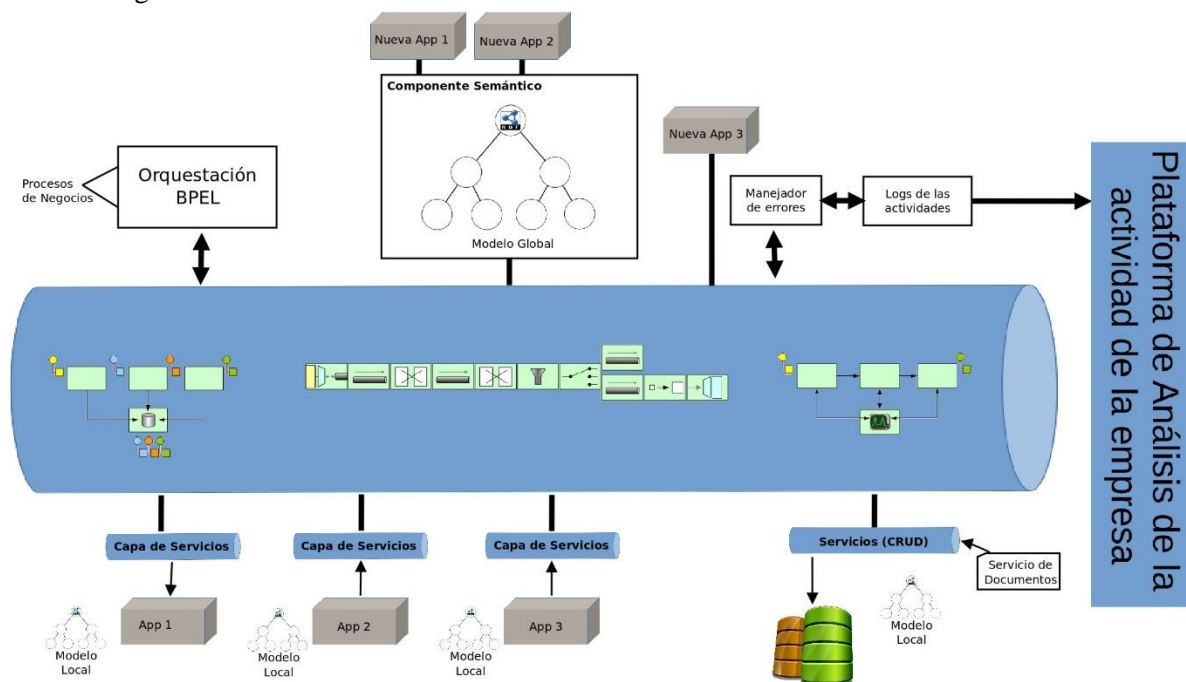 Nueva App 1
Nueva App 2
Componente Semántico
Modelo Global
Nueva App 3
Procesos
de Negocios
Orquestación
BPEL
Manejador
de errores
Logs de las
actividades
Plataforma de Análisis de la
actividad de la empresa
Capa de Servicios
Capa de Servicios
Capa de Servicios
Servicios (CRUD)
Servicio de
Documentos
App 1
App 2
App 3
Modelo
Local
Modelo
Local
Modelo
Local
Modelo
Local